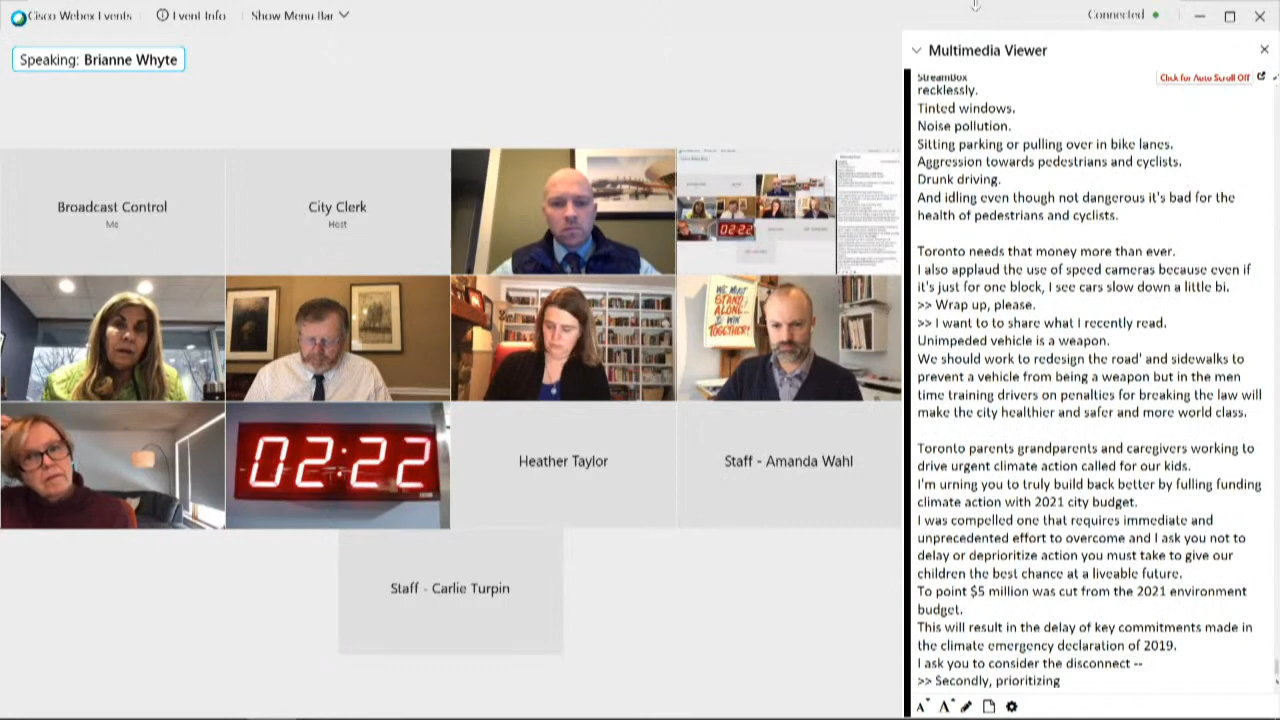 Cisco Webex Events
Event Info
Show Menu Bar
Connected
Speaking: Brianne Whyte
Multimedia Viewer
StreamBox
Click for Auto Scroll Off
recklessly.
Tinted windows.
Noise pollution.
Sitting parking or pulling over in bike lanes.
Aggression towards pedestrians and cyclists.
Drunk driving.
And idling even though not dangerous it's bad for the
health of pedestrians and cyclists.
Toronto needs that money more than ever.
I also applaud the use of speed cameras because even if
it's just for one block, I see cars slow down a little bi.
>> Wrap up, please.
>> I want to to share what I recently read.
Unimpeded vehicle is a weapon.
We should work to redesign the road' and sidewalks to
prevent a vehicle from being a weapon but in the men
time training drivers on penalties for breaking the law will
make the city healthier and safer and more world class.
Toronto parents grandparents and caregivers working to
drive urgent climate action called for our kids.
I'm urning you to truly build back better by fulling funding
climate action with 2021 city budget.
I was compelled one that requires immediate and
unprecedented effort to overcome and I ask you not to
delay or deprioritize action you must take to give our
children the best chance at a liveable future.
To point $5 million was cut from the 2021 environment
budget.
This will result in the delay of key commitments made in
the climate emergency declaration of 2019.
I ask you to consider the disconnect --
>> Secondly, prioritizing
Broadcast Com
Me
City Clerk
Host
02:22
WE MUST
STAND
ALONE...
OR WIN
TOGETHER!
02:22
Heather Taylor
Staff - Amanda Wahl
Staff - Carlie Turpin